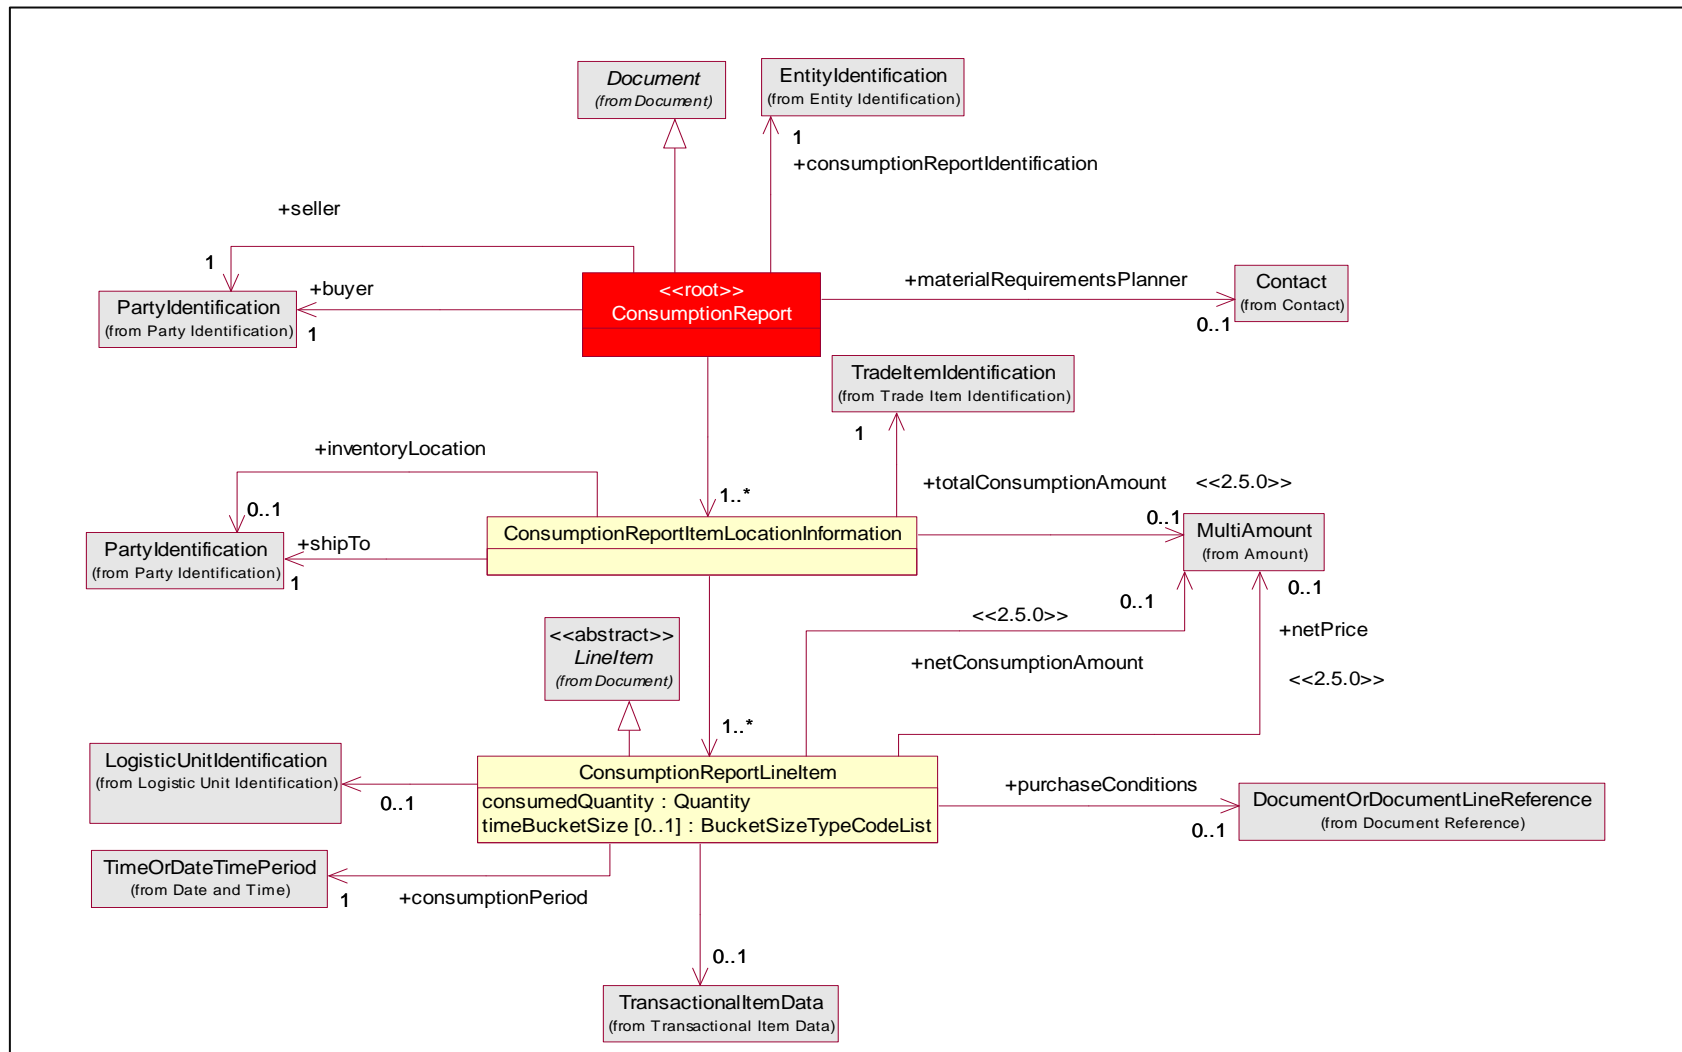 Document
(from Document)
EntityIdentification
(from Entity Identification)
1
+consumptionReportIdentification
+seller
1
+buyer
PartyIdentification
(from Party Identification)
1
<<root>>
ConsumptionReport
+materialRequirementsPlanner
Contact
(from Contact)
0..1
TradeItemIdentification
(from Trade Item Identification)
1
+inventoryLocation
0..1
1..*
+totalConsumptionAmount
<<2.5.0>>
0..1
PartyIdentification
(from Party Identification)
+shipTo
1
ConsumptionReportItemLocationInformation
MultiAmount
(from Amount)
0..1
0..1
<<2.5.0>>
+netPrice
<<abstract>>
LineItem
(from Document)
+netConsumptionAmount
<<2.5.0>>
1..*
LogisticUnitIdentification
(from Logistic Unit Identification)
0..1
ConsumptionReportLineItem
consumedQuantity : Quantity
timeBucketSize [0..1] : BucketSizeTypeCodeList
+purchaseConditions
0..1
DocumentOrDocumentLineReference
(from Document Reference)
TimeOrDateTimePeriod
(from Date and Time)
1
+consumptionPeriod
0..1
TransactionalItemData
(from Transactional Item Data)